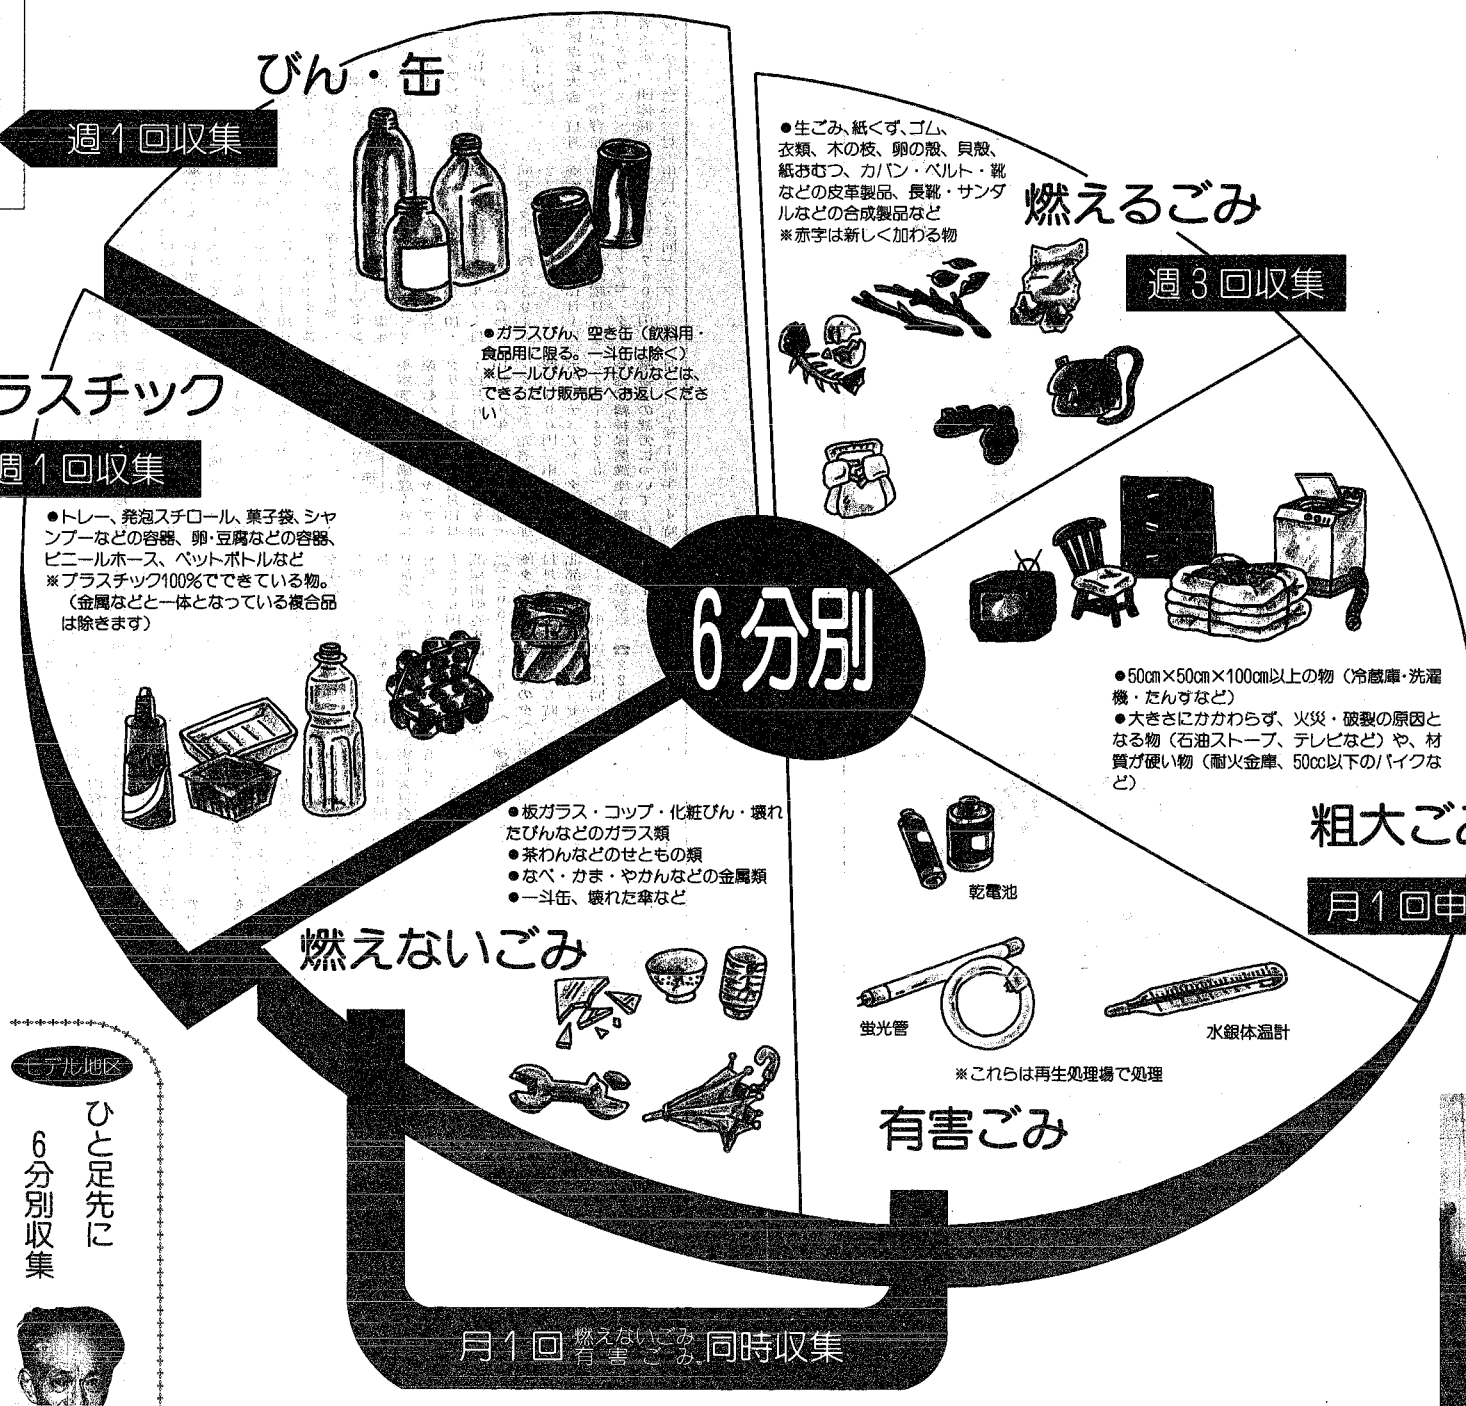 びん・缶
週1回収集
●ガラスびん、空き缶（飲料用・
食品用に限る。一斗缶は除く）
※ビールびんや一升びんなどは、
できるだけ販売店へお返しくださ
い
●生ごみ、紙くず、ゴム、
衣類、木の枝、卵の殻、貝殻、
紙おむつ、カバン・ベルト・靴
などの皮革製品、長靴・サンダ
ルなどの合成製品など
※赤字は新しく加わる物
燃えるごみ
週3回収集
ラスチック
週1回収集
●トレー、発泡スチロール、菓子袋、シャ
ンプーなどの容器、卵・豆腐などの容器、
ビニールホース、ペットボトルなど
※プラスチック100％でできている物。
（金属などと一体となっている複合品
は除きます）
6分別
●50cm×50cm×100cm以上の物（冷蔵庫・洗濯
機・たんすなど）
●大きさにかかわらず、火災・破裂の原因と
なる物（石油ストーブ、テレビなど）や、材
質が硬い物（耐火金庫、50cc以下のバイクな
ど）
粗大ごみ
月1回申
●板ガラス・コップ・化粧びん・壊れ
たびんなどのガラス類
●茶わんなどのせともの類
●なべ・かま・やかんなどの金属類
●一斗缶、壊れた傘など
燃えないごみ
乾電池
蛍光管
水銀体温計
※これらは再生処理場で処理
有害ごみ
月1回燃えないごみ有害ごみ同時収集
モデル地区
ひと足先に
6分別収集